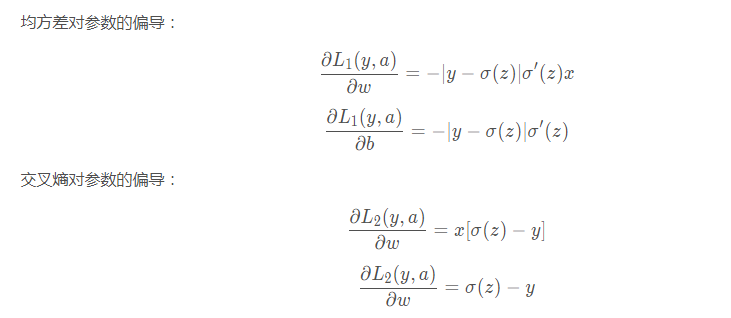 均方差对参数的偏导：
∂L₁(y, a)/∂w = −|y − σ(z)|σ′(z)x
∂L₁(y, a)/∂b = −|y − σ(z)|σ′(z)
交叉熵对参数的偏导：
∂L₂(y, a)/∂w = x[σ(z) − y]
∂L₂(y, a)/∂w = σ(z) − y